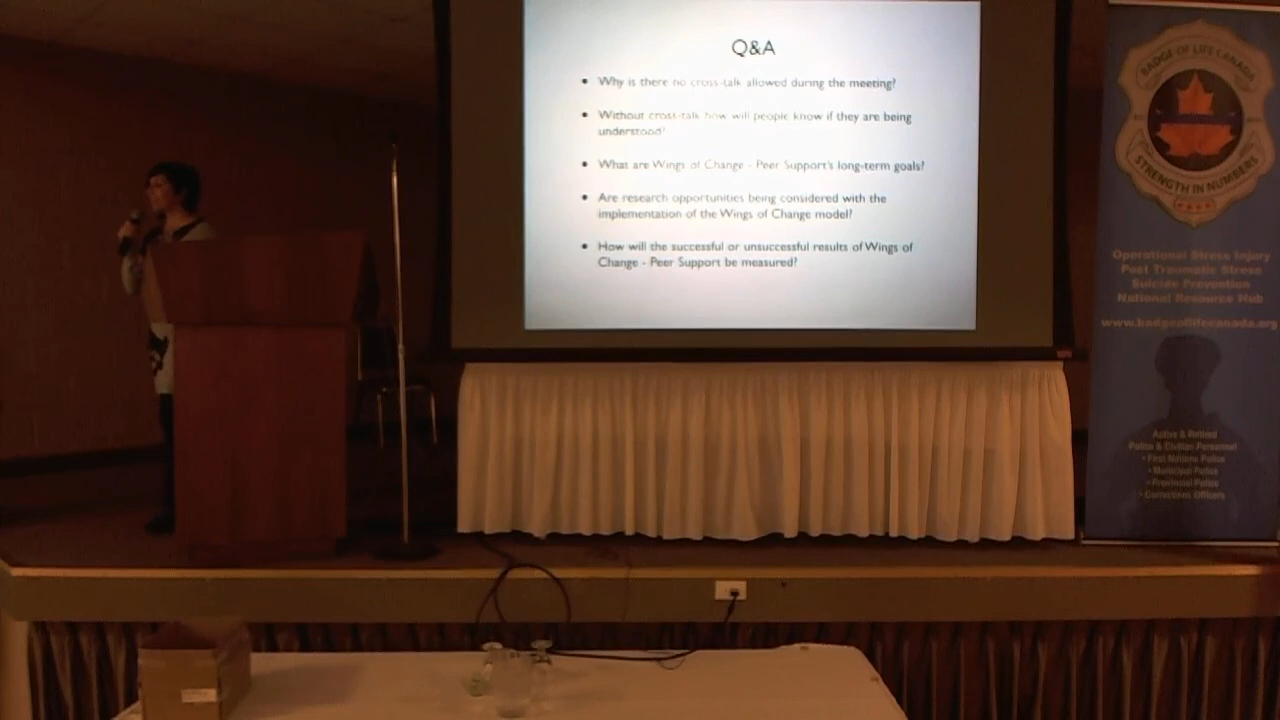 Q&A
• Why is there no cross-talk allowed during the meeting?
• Without cross-talk how will people know if they are being
understood?
• What are Wings of Change - Peer Support's long-term goals?
• Are research opportunities being considered with the
implementation of the Wings of Change model?
• How will the successful or unsuccessful results of Wings of
Change - Peer Support be measured?
BADGE OF LIFE CANADA
STRENGTH IN NUMBERS
Operational Stress Injury
Post Traumatic Stress
Suicide Prevention
National Resource Hub
www.badgeoflifecanada.org
Active & Retired
Police & Civilian Personnel
• First Nations Police
• Municipal Police
• Provincial Police
• Corrections Officers